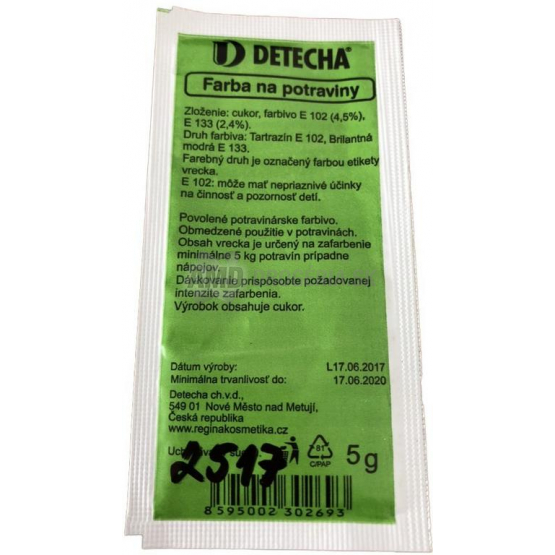 DETECHA®
Farba na potraviny
Zloženie: cukor, farbivo E 102 (4,5%),
E 133 (2,4%).
Druh farbiva: Tartrazín E 102, Brilantná
modrá E 133.
Farebný druh je označený farbou etikety
vrecka.
E 102: môže mať nepriaznivé účinky
na činnosť a pozornosť detí.
Povolené potravinárske farbivo.
Obmedzené použitie v potravinách.
Obsah vrecka je určený na zafarbenie
minimálne 5 kg potravín prípadne
nápojov.
Dávkovanie prispôsobte požadovanej
intenzite zafarbenia.
Výrobok obsahuje cukor.
Dátum výroby: L17.06.2017
Minimálna trvanlivosť do: 17.06.2020
Detecha ch.v.d.,
549 01 Nové Město nad Metují,
Česká republika
www.reginakosmetika.cz
2517
81
C/PAP
5 g
8595002302693